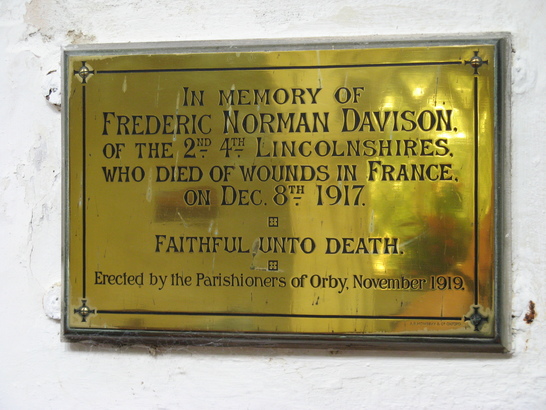 IN MEMORY OF
FREDERIC NORMAN DAVISON.
OF THE 2ND 4TH LINCOLNSHIRES.
WHO DIED OF WOUNDS IN FRANCE.
ON DEC. 8TH 1917.
FAITHFUL UNTO DEATH.
Erected by the Parishioners of Orby, November 1919.